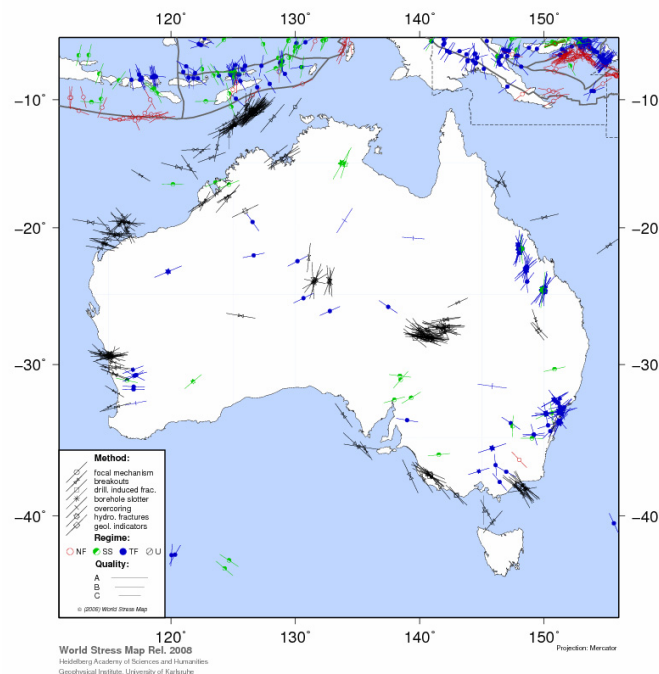 120° 130° 140° 150°
−10° −10°
−20° −20°
−30° −30°
−40° −40°
Method:
focal mechanism
breakouts
drill. induced frac.
borehole slotter
overcoring
hydro. fractures
geol. indicators
Regime:
NF SS TF U
Quality:
A
B
C
© (2008) World Stress Map
120° 130° 140° 150°
Projection: Mercator
World Stress Map Rel. 2008
Heidelberg Academy of Sciences and Humanities
Geophysical Institute, University of Karlsruhe